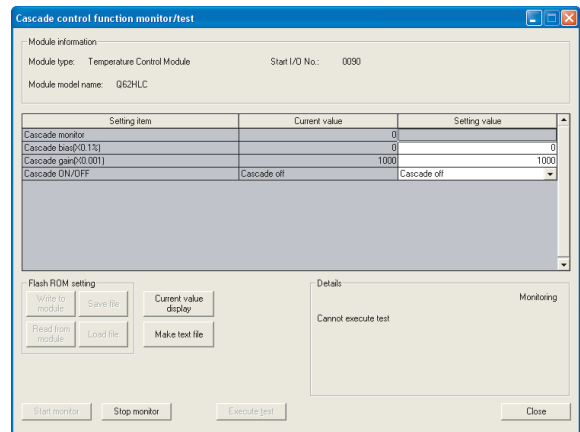 Cascade control function monitor/test
Module information
Module type: Temperature Control Module Start I/O No.: 0090
Module model name: Q62HLC
Setting item Current value Setting value
Cascade monitor 0
Cascade bias(X0.1%) 0 0
Cascade gain(X0.001) 1000 1000
Cascade ON/OFF Cascade off Cascade off
Flash ROM setting
Write to
module
Save file
Current value
display
Read from
module
Load file
Make text file
Details
Monitoring
Cannot execute test
Start monitor Stop monitor Execute test Close